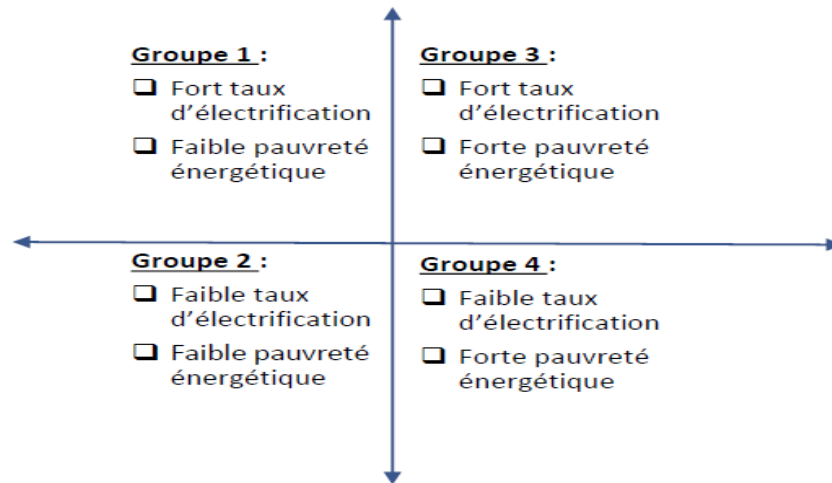 Groupe 1 :
❑ Fort taux
d'électrification
❑ Faible pauvreté
énergétique
Groupe 3 :
❑ Fort taux
d'électrification
❑ Forte pauvreté
énergétique
Groupe 2 :
❑ Faible taux
d'électrification
❑ Faible pauvreté
énergétique
Groupe 4 :
❑ Faible taux
d'électrification
❑ Forte pauvreté
énergétique